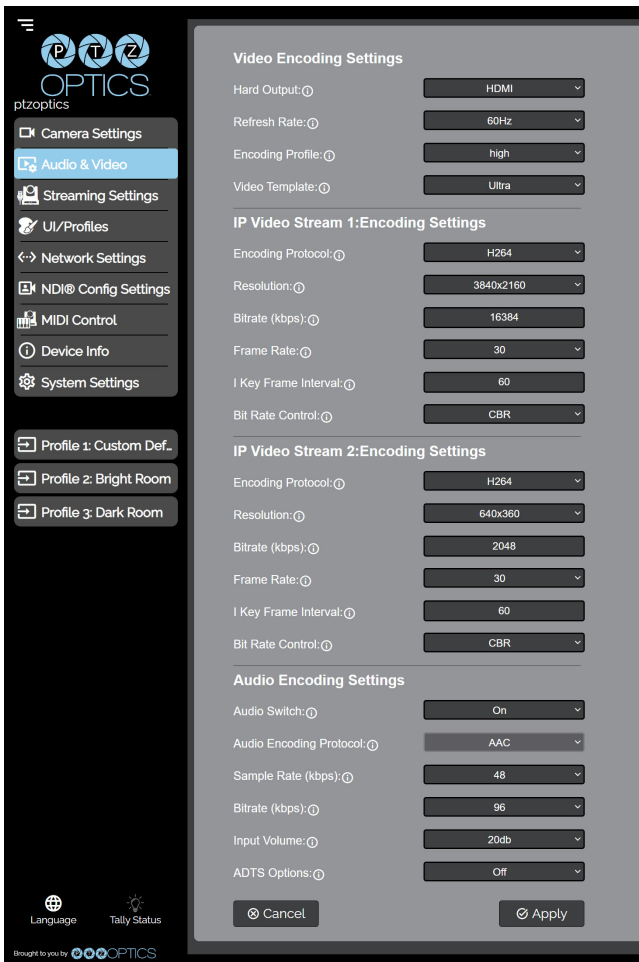 PTZ
OPTICS
ptzoptics
Camera Settings
Audio & Video
Streaming Settings
UI/Profiles
Network Settings
NDI® Config Settings
MIDI Control
Device Info
System Settings
Profile 1: Custom Def...
Profile 2: Bright Room
Profile 3: Dark Room
Language
Tally Status
Brought to you by PTZOPTICS
Video Encoding Settings
Hard Output: HDMI
Refresh Rate: 60Hz
Encoding Profile: high
Video Template: Ultra
IP Video Stream 1:Encoding Settings
Encoding Protocol: H264
Resolution: 3840x2160
Bitrate (kbps): 16384
Frame Rate: 30
I Key Frame Interval: 60
Bit Rate Control: CBR
IP Video Stream 2:Encoding Settings
Encoding Protocol: H264
Resolution: 640x360
Bitrate (kbps): 2048
Frame Rate: 30
I Key Frame Interval: 60
Bit Rate Control: CBR
Audio Encoding Settings
Audio Switch: On
Audio Encoding Protocol: AAC
Sample Rate (kbps): 48
Bitrate (kbps): 96
Input Volume: 20db
ADTS Options: Off
Cancel
Apply